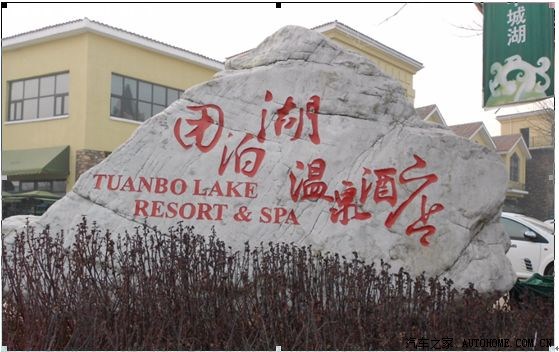 团泊湖
温泉酒店
TUANBO LAKE
RESORT & SPA
城湖
汽车之家 AUTOHOME.COM.CN